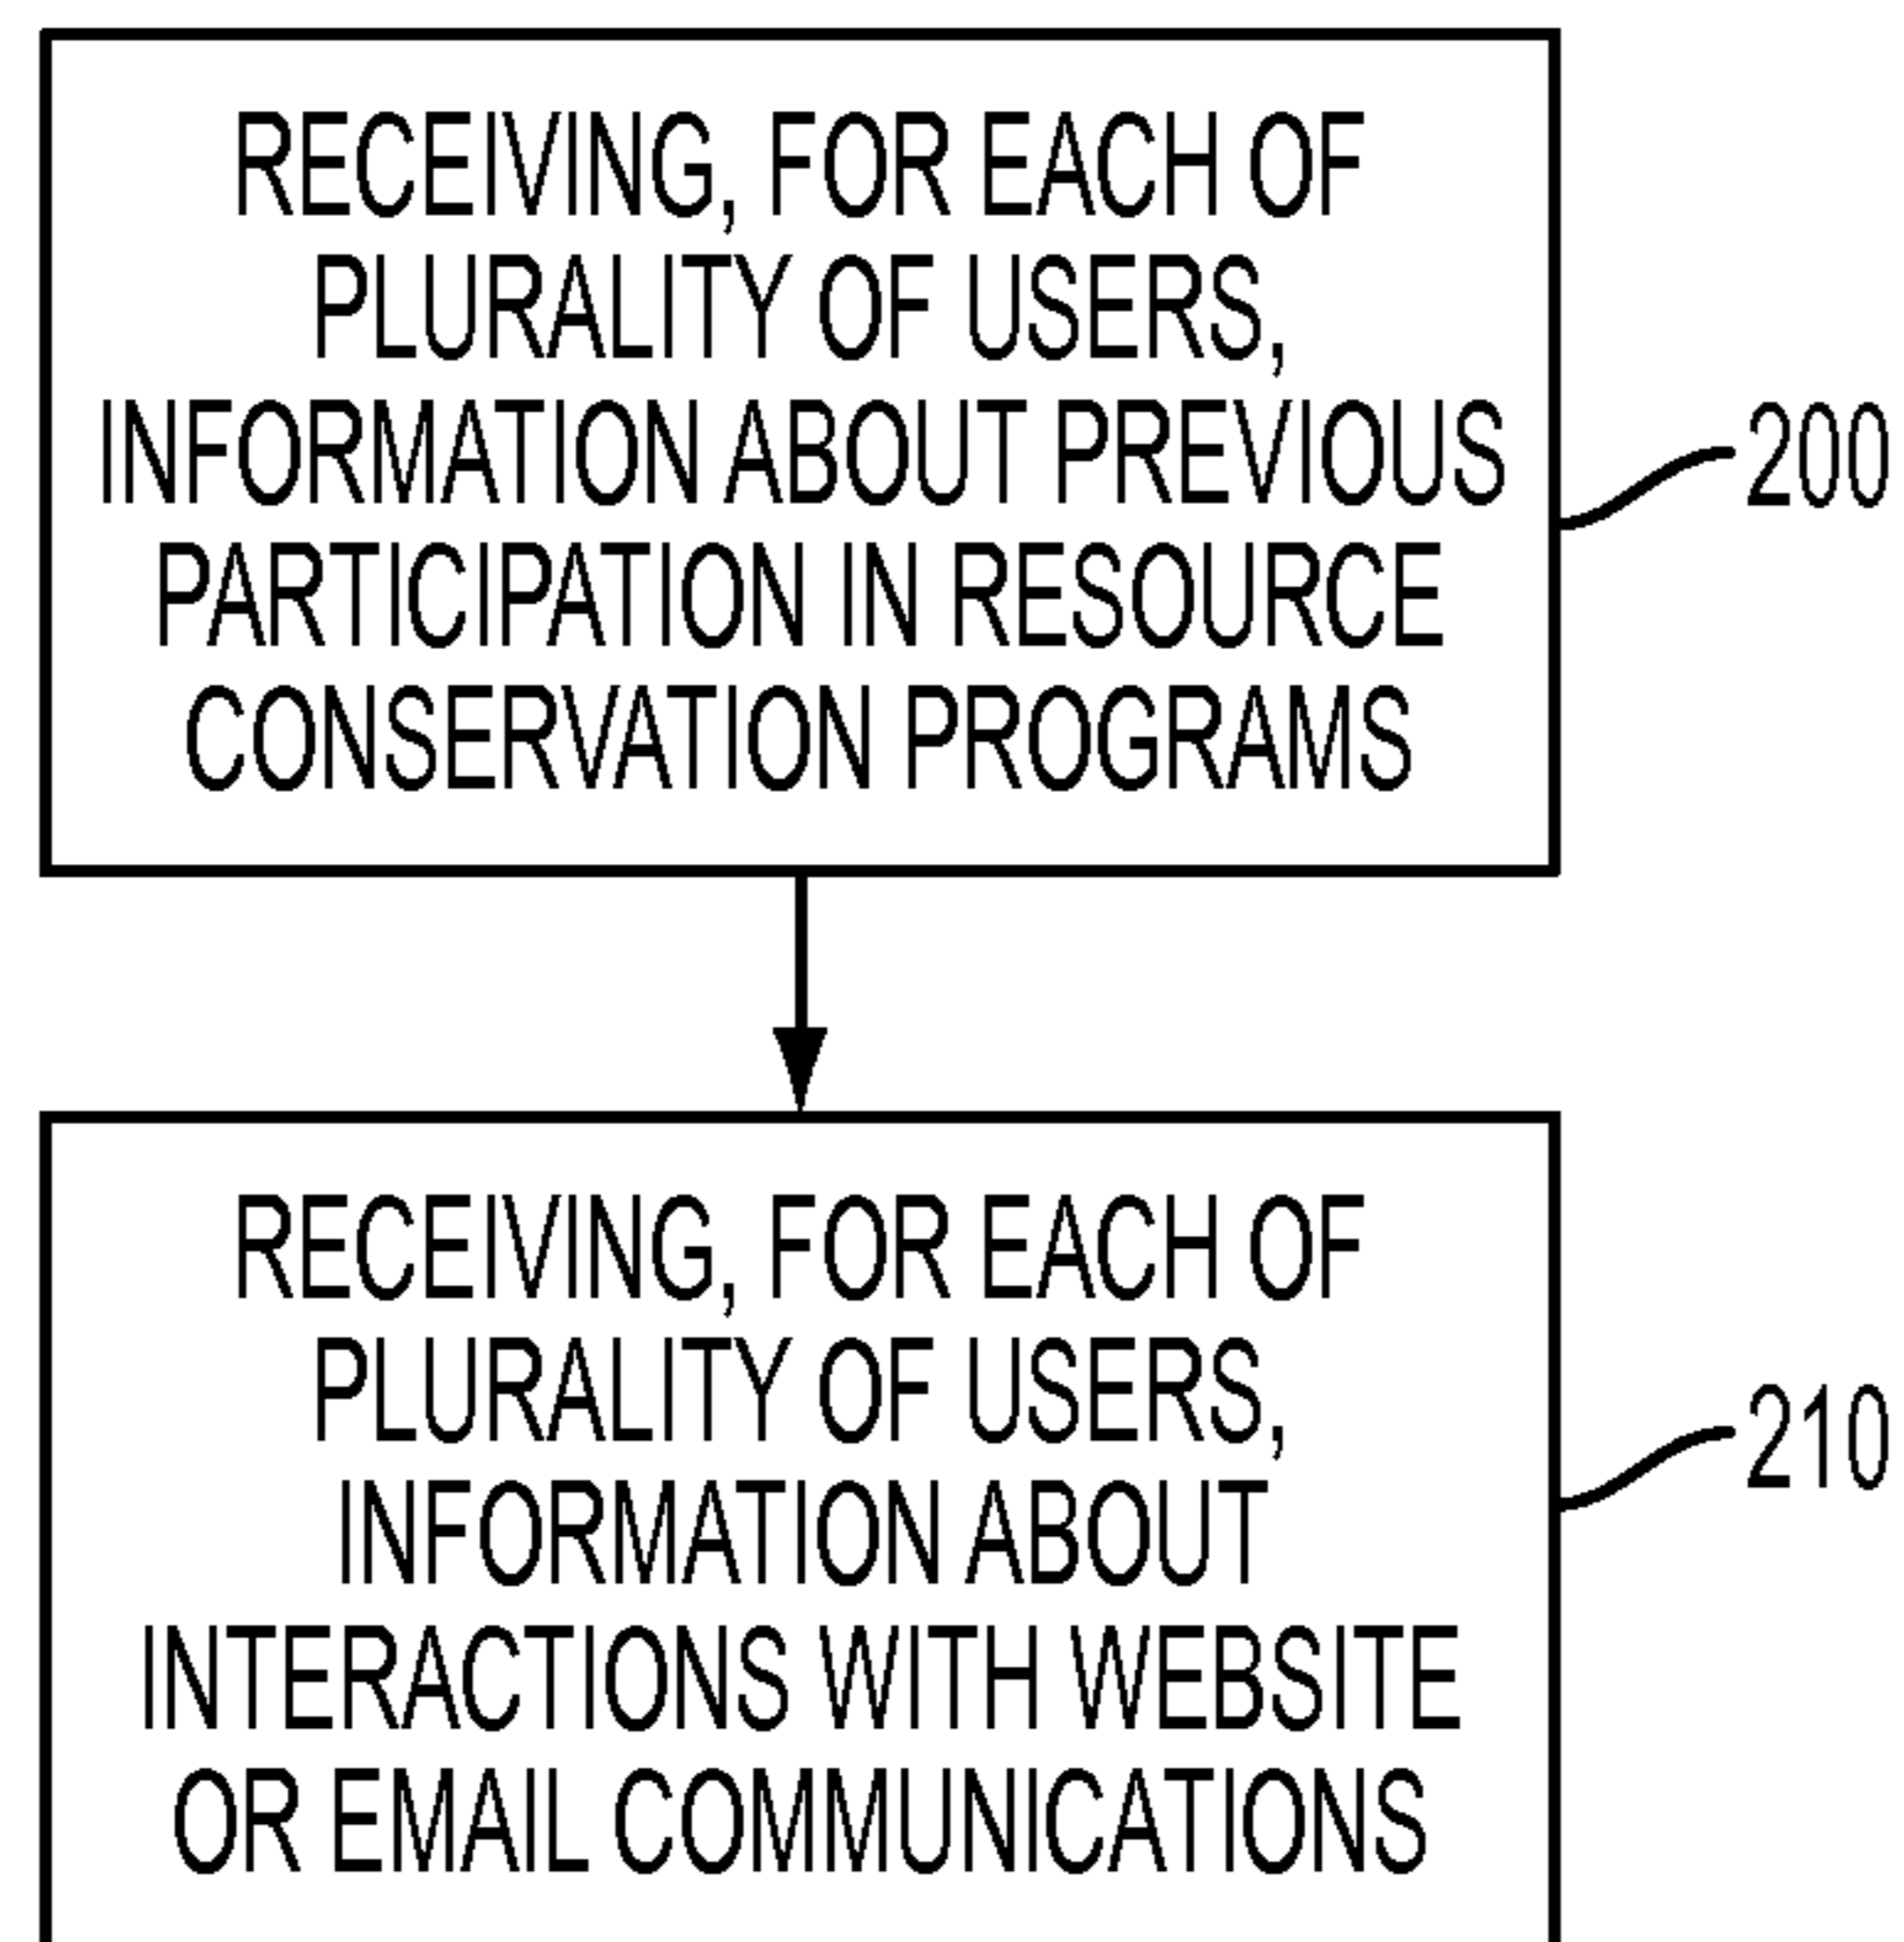 RECEIVING, FOR EACH OF
PLURALITY OF USERS,
INFORMATION ABOUT PREVIOUS
PARTICIPATION IN RESOURCE
CONSERVATION PROGRAMS
200
RECEIVING, FOR EACH OF
PLURALITY OF USERS,
INFORMATION ABOUT
INTERACTIONS WITH WEBSITE
OR EMAIL COMMUNICATIONS
210